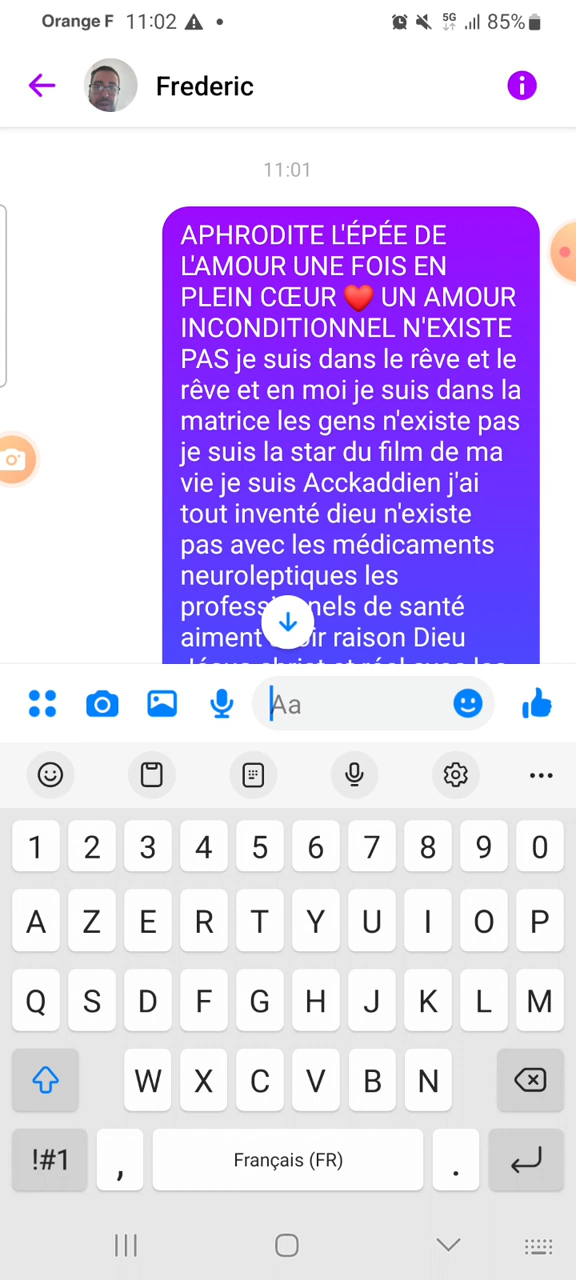 Orange F 11:02 85%
5G
Frederic
11:01
APHRODITE L'ÉPÉE DE
L'AMOUR UNE FOIS EN
PLEIN CŒUR ❤️ UN AMOUR
INCONDITIONNEL N'EXISTE
PAS je suis dans le rêve et le
rêve et en moi je suis dans la
matrice les gens n'existe pas
je suis la star du film de ma
vie je suis Acckaddien j'ai
tout inventé dieu n'existe
pas avec les médicaments
neuroleptiques les
de santé
aiment raison Dieu
Aa
1 2 3 4 5 6 7 8 9 0
A Z E R T Y U I O P
Q S D F G H J K L M
W X C V B N
!#1 , Français (FR) .